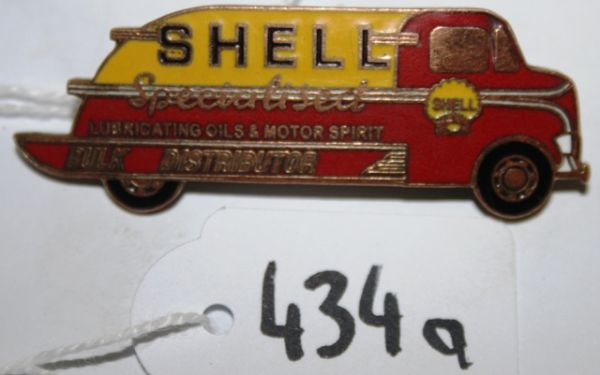 SHELL
Specialised
SHELL
LUBRICATING OILS & MOTOR SPIRIT
BULK DISTRIBUTOR
434a